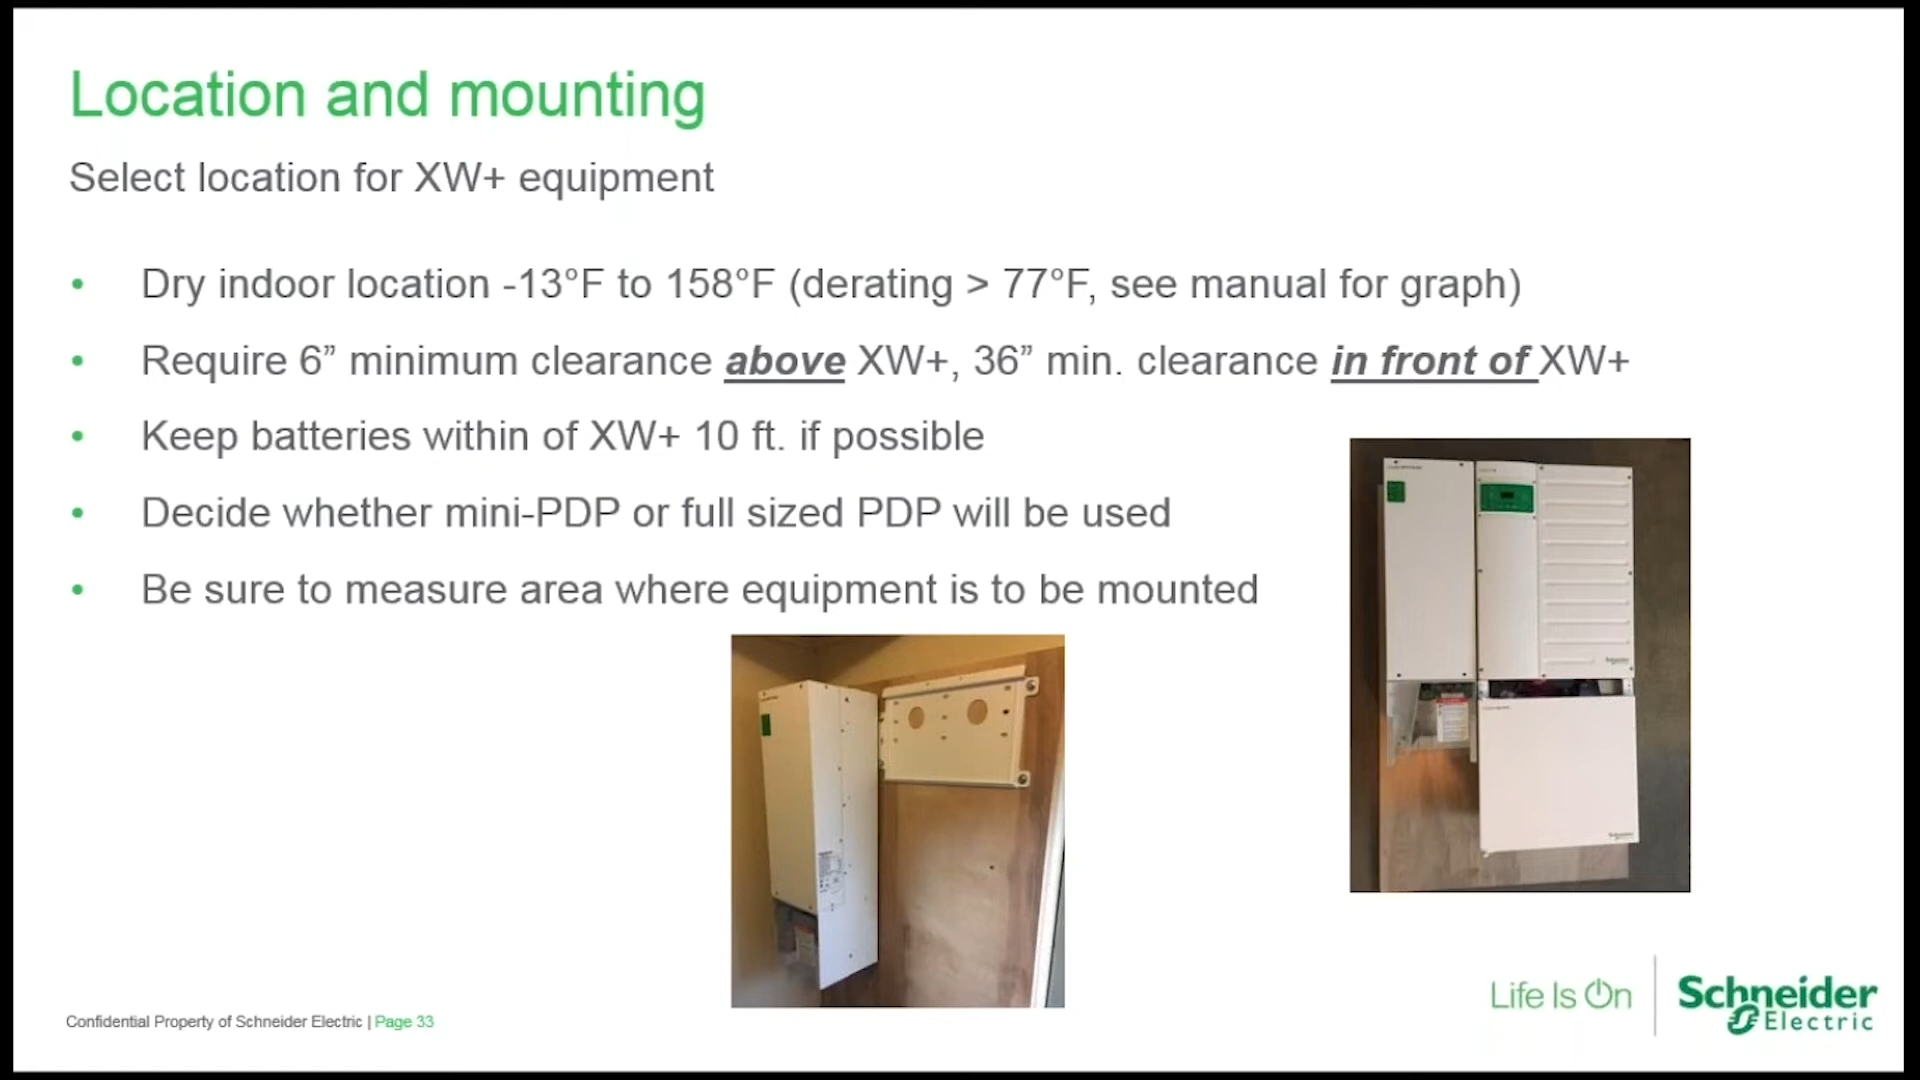 Location and mounting
Select location for XW+ equipment
• Dry indoor location -13°F to 158°F (derating > 77°F, see manual for graph)
• Require 6” minimum clearance above XW+, 36” min. clearance in front of XW+
• Keep batteries within of XW+ 10 ft. if possible
• Decide whether mini-PDP or full sized PDP will be used
• Be sure to measure area where equipment is to be mounted
Schneider
Schneider
Confidential Property of Schneider Electric | Page 33
Life Is On
Schneider
Electric